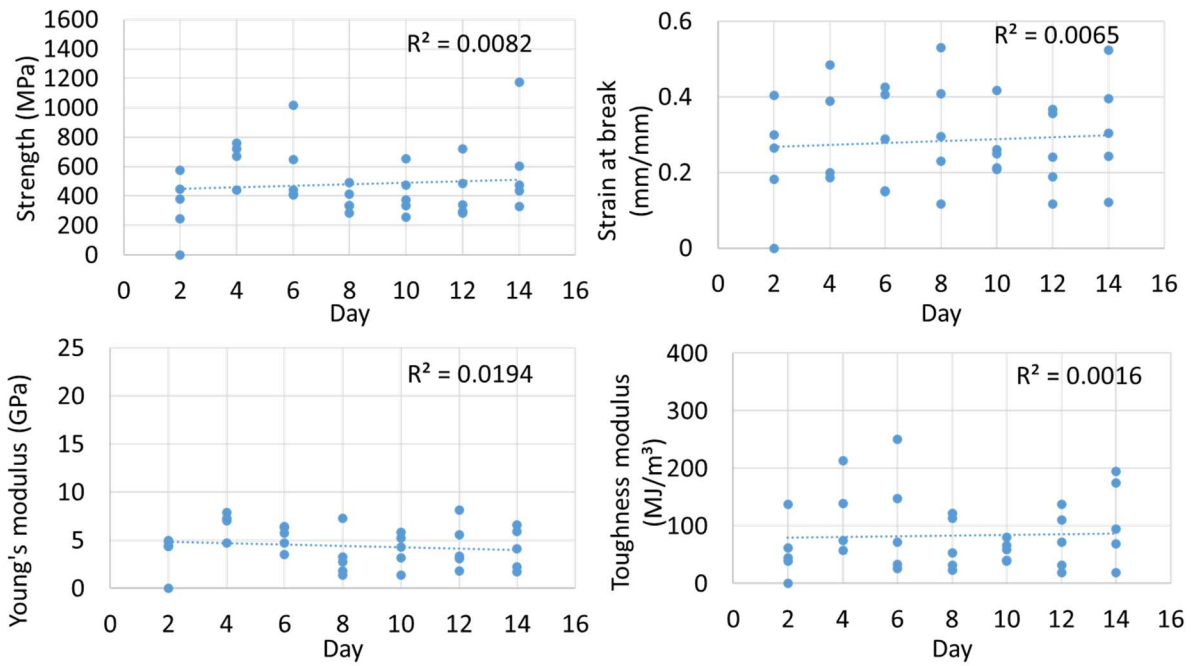 Strength (MPa)
1600
1400
1200
1000
800
600
400
200
0
R² = 0.0082
0 2 4 6 8 10 12 14 16
Day
Strain at break
(mm/mm)
0.6
0.4
0.2
0
R² = 0.0065
0 2 4 6 8 10 12 14 16
Day
Young's modulus (GPa)
25
20
15
10
5
0
R² = 0.0194
0 2 4 6 8 10 12 14 16
Day
Toughness modulus
(MJ/m³)
400
300
200
100
0
R² = 0.0016
0 2 4 6 8 10 12 14 16
Day